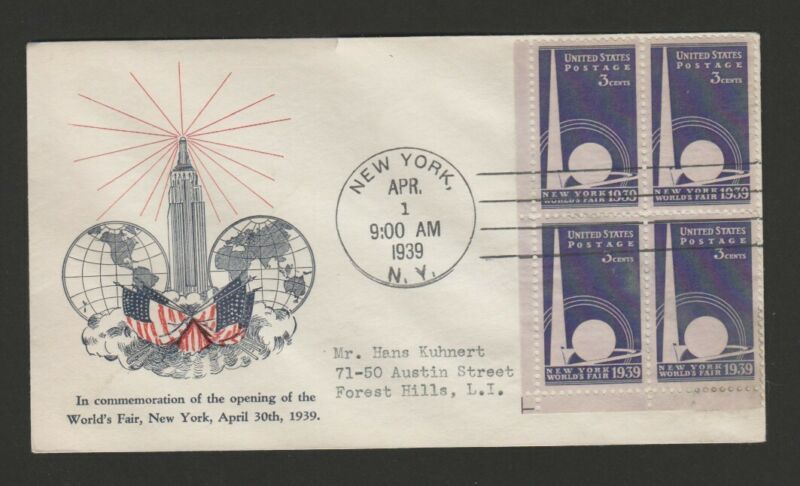 NEW YORK,
APR.
1
9:00 AM
1939
N. Y.
UNITED STATES
POSTAGE
3 CENTS
NEW YORK 1939
WORLD'S FAIR
UNITED STATES
POSTAGE
3 CENTS
NEW YORK 1939
WORLD'S FAIR
UNITED STATES
POSTAGE
3 CENTS
NEW YORK 1939
WORLD'S FAIR
UNITED STATES
POSTAGE
3 CENTS
NEW YORK 1939
WORLD'S FAIR
Mr. Hans Kuhnert
71-50 Austin Street
Forest Hills, L.I.
In commemoration of the opening of the
World's Fair, New York, April 30th, 1939.